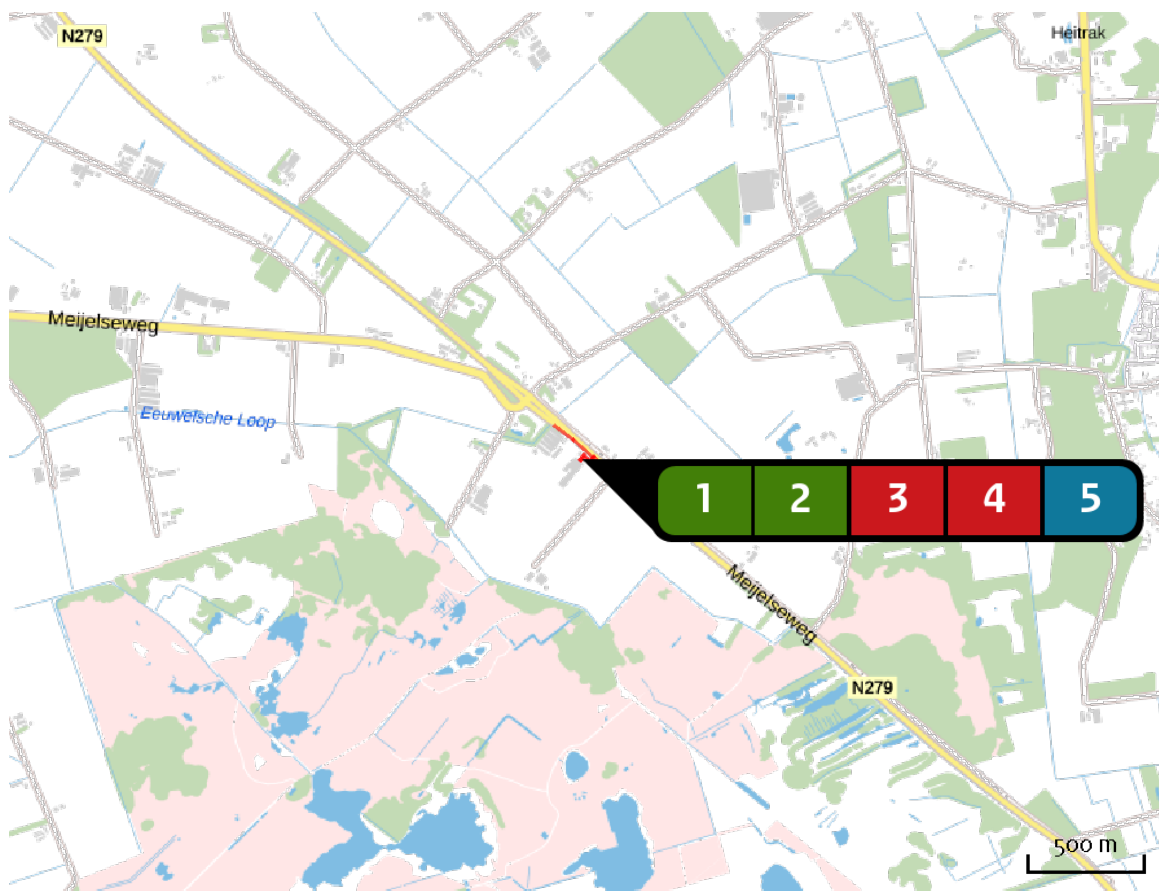 N279
Heitrak
Meijelseweg
Eeuwelsche Loop
1 2 3 4 5
Meijelseweg
N279
500 m